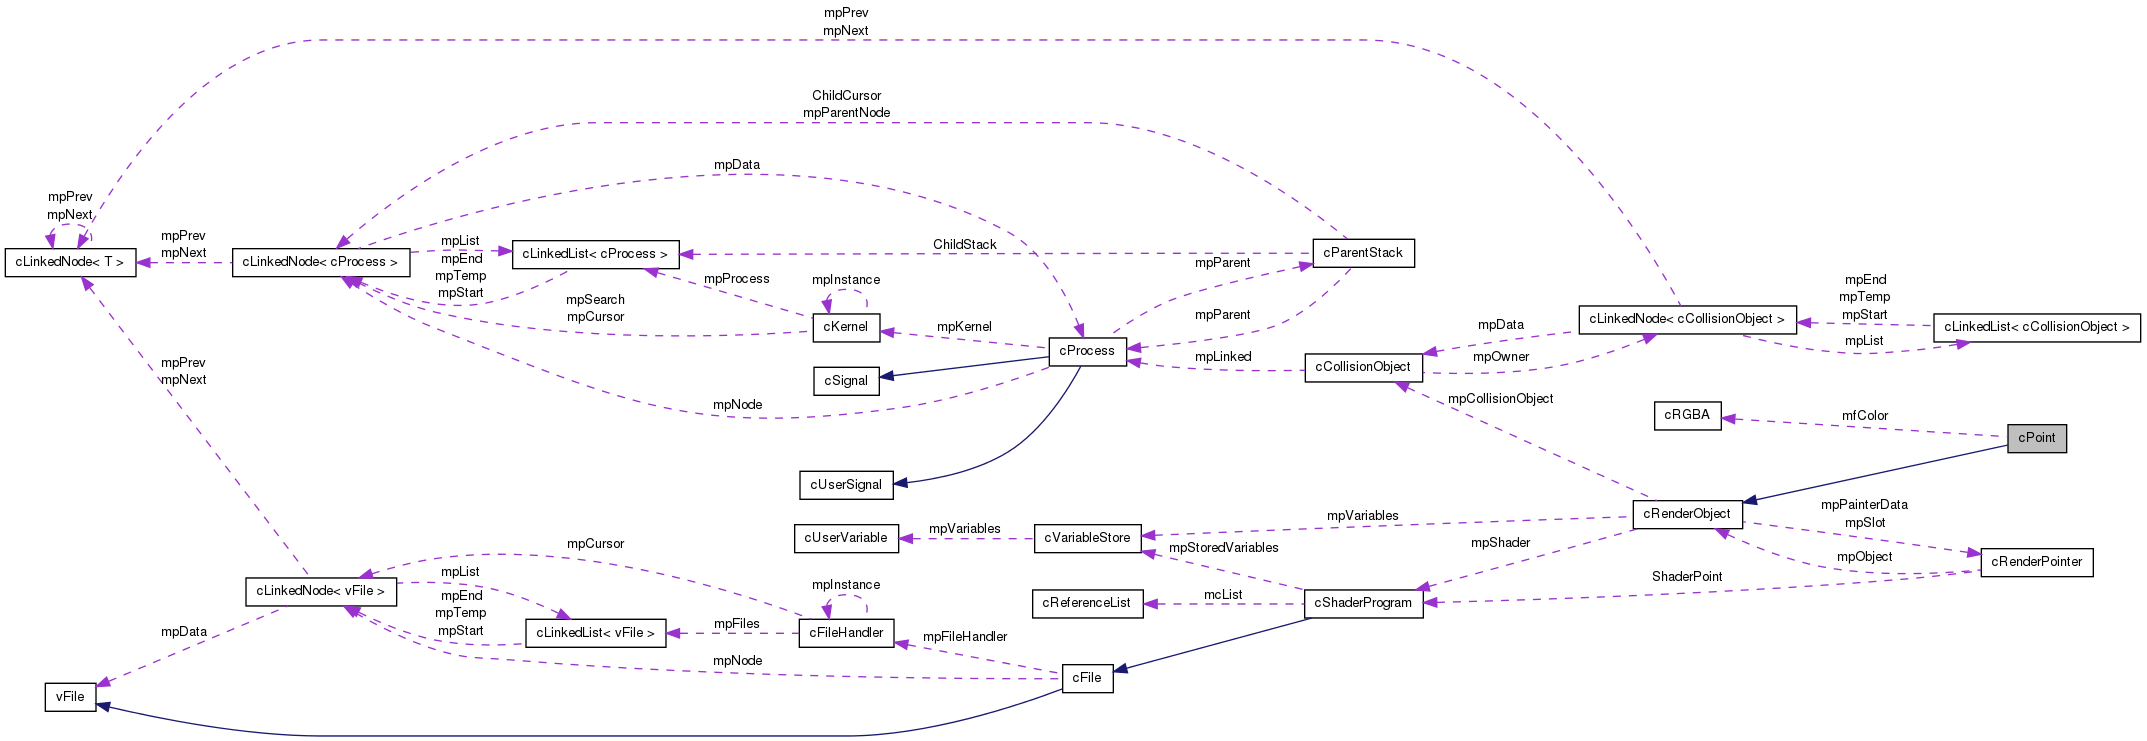 mpPrev
mpNext
ChildCursor
mpParentNode
mpData
mpPrev
mpNext
mpPrev
mpNext
mpList
mpEnd
mpTemp
mpStart
ChildStack
mpParent
mpProcess
mpInstance
mpSearch
mpCursor
mpEnd
mpTemp
mpStart
cLinkedNode< T >
cLinkedNode< cProcess >
cLinkedList< cProcess >
cParentStack
cKernel
mpKernel
mpParent
mpData
cLinkedNode< cCollisionObject >
cLinkedList< cCollisionObject >
mpList
cProcess
mpLinked
mpOwner
cCollisionObject
cSignal
mpPrev
mpNext
mpNode
mpCollisionObject
cRGBA
mfColor
cPoint
cUserSignal
mpVariables
mpPainterData
mpSlot
cRenderObject
cUserVariable
mpVariables
cVariableStore
mpStoredVariables
mpShader
mpObject
cRenderPointer
mpCursor
mpList
mpEnd
mpTemp
mpStart
mpInstance
ShaderPoint
cLinkedNode< vFile >
cReferenceList
mcList
cShaderProgram
mpData
cLinkedList< vFile >
mpFiles
cFileHandler
mpFileHandler
mpNode
cFile
vFile